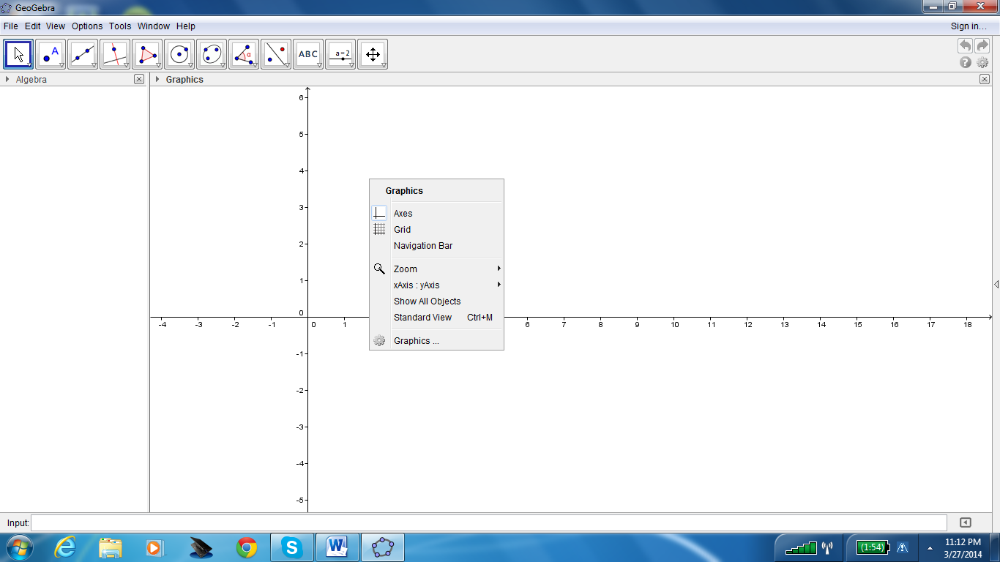 GeoGebra
File Edit View Options Tools Window Help Sign in...
A α ABC a=2
Algebra Graphics
6
5
4
3
2
1
0
-4 -3 -2 -1 0 1 6 7 8 9 10 11 12 13 14 15 16 17 18
-1
-2
-3
-4
-5
Graphics
Axes
Grid
Navigation Bar
Zoom
xAxis : yAxis
Show All Objects
Standard View Ctrl+M
Graphics ...
Input:
S W (1:54) 11:12 PM
3/27/2014